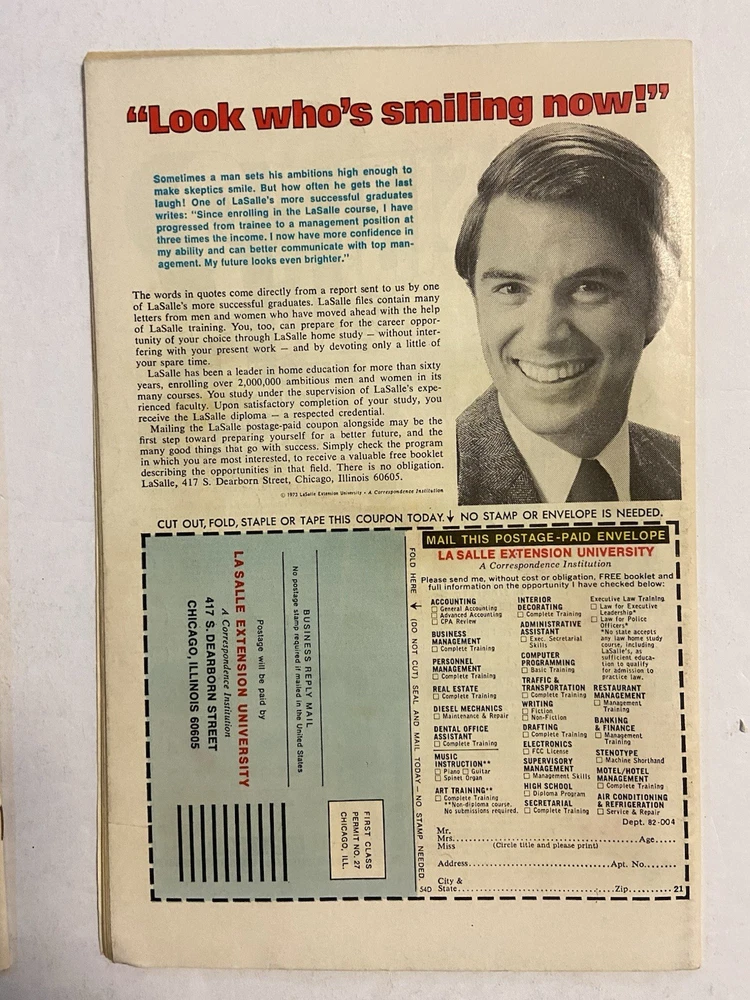 “Look who’s smiling now!”
Sometimes a man sets his ambitions high enough to
make skeptics smile. But how often he gets the last
laugh! One of LaSalle's more successful graduates
writes: "Since enrolling in the LaSalle course, I have
progressed from trainee to a management position at
three times the income. I now have more confidence in
my ability and can better communicate with top man-
agement. My future looks even brighter."
The words in quotes come directly from a report sent to us by one
of LaSalle's more successful graduates. LaSalle files contain many
letters from men and women who have moved ahead with the help
of LaSalle training. You, too, can prepare for the career oppor-
tunity of your choice through LaSalle home study — without inter-
fering with your present work — and by devoting only a little of
your spare time.
LaSalle has been a leader in home education for more than sixty
years, enrolling over 2,000,000 ambitious men and women in its
many courses. You study under the supervision of LaSalle's expe-
rienced faculty. Upon satisfactory completion of your study, you
receive the LaSalle diploma — a respected credential.
Mailing the LaSalle postage-paid coupon alongside may be the
first step toward preparing yourself for a better future, and the
many good things that go with success. Simply check the program
in which you are most interested, to receive a valuable free booklet
describing the opportunities in that field. There is no obligation.
LaSalle, 417 S. Dearborn Street, Chicago, Illinois 60605.
© 1973 LaSalle Extension University • A Correspondence Institution
CUT OUT, FOLD, STAPLE OR TAPE THIS COUPON TODAY.↓ NO STAMP OR ENVELOPE IS NEEDED.
BUSINESS REPLY MAIL
No postage stamp required if mailed in the United States
Postage will be paid by
LA SALLE EXTENSION UNIVERSITY
A Correspondence Institution
417 S. DEARBORN STREET
CHICAGO, ILLINOIS 60605
FIRST CLASS
PERMIT NO. 27
CHICAGO, ILL.
FOLD HERE ↓ (DO NOT CUT) SEAL AND MAIL TODAY — NO STAMP NEEDED.
MAIL THIS POSTAGE-PAID ENVELOPE
LA SALLE EXTENSION UNIVERSITY
A Correspondence Institution
Please send me, without cost or obligation, FREE booklet and
full information on the opportunity I have checked below:
ACCOUNTING
☐ General Accounting
☐ Advanced Accounting
☐ CPA Review
BUSINESS
MANAGEMENT
☐ Complete Training
PERSONNEL
MANAGEMENT
☐ Complete Training
REAL ESTATE
☐ Complete Training
DIESEL MECHANICS
☐ Maintenance & Repair
DENTAL OFFICE
ASSISTANT
☐ Complete Training
MUSIC
INSTRUCTION**
☐ Piano ☐ Guitar
☐ Spinet Organ
ART TRAINING**
☐ Complete Training
**Non-diploma course.
No submissions required.
INTERIOR
DECORATING
☐ Complete Training
ADMINISTRATIVE
ASSISTANT
☐ Exec. Secretarial
Skills
COMPUTER
PROGRAMMING
☐ Basic Training
TRAFFIC &
TRANSPORTATION
☐ Complete Training
WRITING
☐ Fiction
☐ Non-Fiction
DRAFTING
☐ Complete Training
ELECTRONICS
☐ FCC License
SUPERVISORY
MANAGEMENT
☐ Management Skills
HIGH SCHOOL
☐ Diploma Program
SECRETARIAL
☐ Complete Training
Executive Law Training
☐ Law for Executive
Leadership*
☐ Law for Police
Officers*
*No state accepts
any law home study
course, including
LaSalle's, as
sufficient educa-
tion to qualify
for admission to
practice law.
RESTAURANT
MANAGEMENT
☐ Management
Training
BANKING
& FINANCE
☐ Management
Training
STENOTYPE
☐ Machine Shorthand
MOTEL/HOTEL
MANAGEMENT
☐ Complete Training
AIR CONDITIONING
& REFRIGERATION
☐ Service & Repair
Dept. 82-004
Mr.
Mrs. Age
Miss (Circle title and please print)
Address Apt. No.
City &
State Zip 21
54D